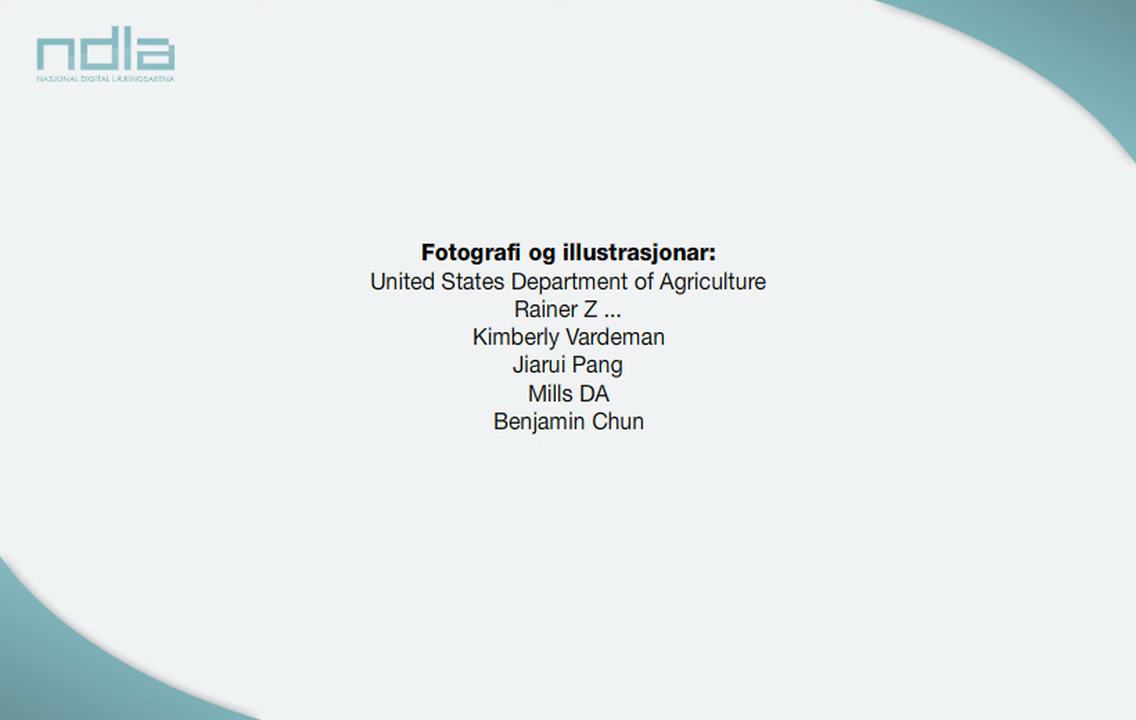 ndla
NASJONAL DIGITAL LÆRINGSARENA
Fotografi og illustrasjonar:
United States Department of Agriculture
Rainer Z ...
Kimberly Vardeman
Jiarui Pang
Mills DA
Benjamin Chun